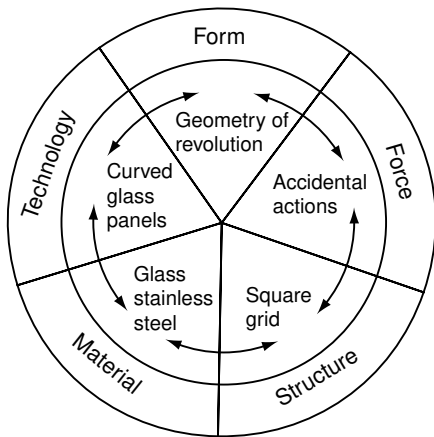 Form
Geometry of
revolution
Force
Accidental
actions
Structure
Square
grid
Material
Glass
stainless
steel
Technology
Curved
glass
panels